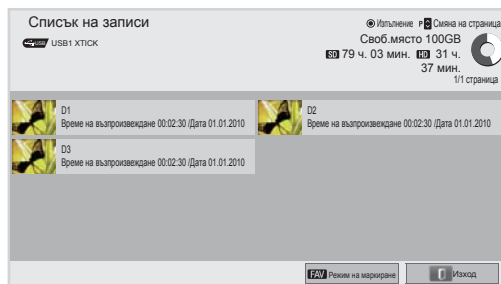 Списък на записи
USB USB1 XTICK
Изпълнение P Смяна на страница
Своб.място 100GB
SD 79 ч. 03 мин. HD 31 ч.
37 мин.
1/1 страница
D1
Време на възпроизвеждане 00:02:30 /Дата 01.01.2010
D2
Време на възпроизвеждане 00:02:30 /Дата 01.01.2010
D3
Време на възпроизвеждане 00:02:30 /Дата 01.01.2010
FAV Режим на маркиране
Изход